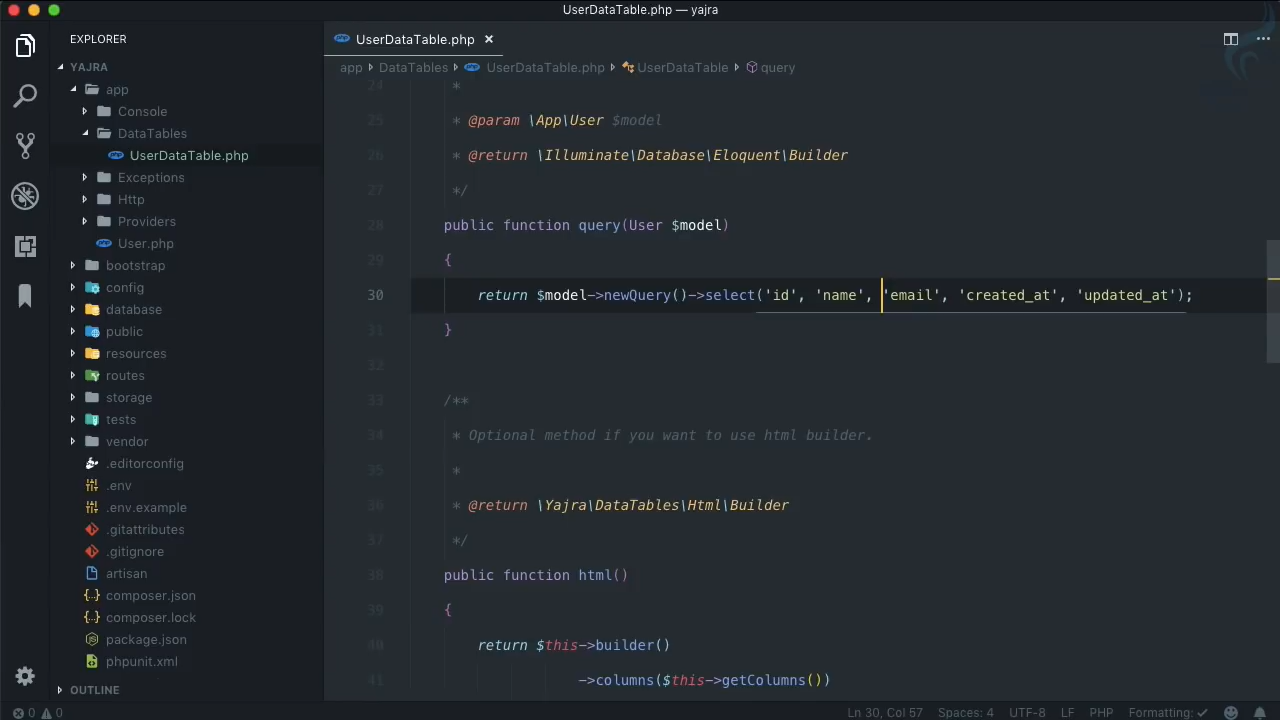 UserDataTable.php — yajra
EXPLORER
YAJRA
app
Console
DataTables
UserDataTable.php
Exceptions
Http
Providers
User.php
bootstrap
config
database
public
resources
routes
storage
tests
vendor
.editorconfig
.env
.env.example
.gitattributes
.gitignore
artisan
composer.json
composer.lock
package.json
phpunit.xml
OUTLINE
UserDataTable.php ×
app DataTables UserDataTable.php UserDataTable query
24 *
25 * @param \App\User $model
26 * @return \Illuminate\Database\Eloquent\Builder
27 */
28 public function query(User $model)
29 {
30 return $model->newQuery()->select('id', 'name', 'email', 'created_at', 'updated_at');
31 }
32
33 /**
34 * Optional method if you want to use html builder.
35 *
36 * @return \Yajra\DataTables\Html\Builder
37 */
38 public function html()
39 {
40 return $this->builder()
41 ->columns($this->getColumns())
0 0 Ln 30, Col 57 Spaces: 4 UTF-8 LF PHP Formatting: ✓